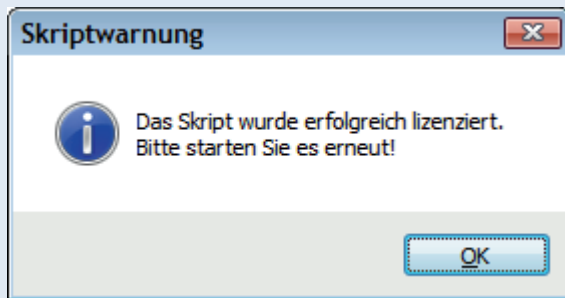 Skriptwarnung
Das Skript wurde erfolgreich lizenziert.
Bitte starten Sie es erneut!
OK